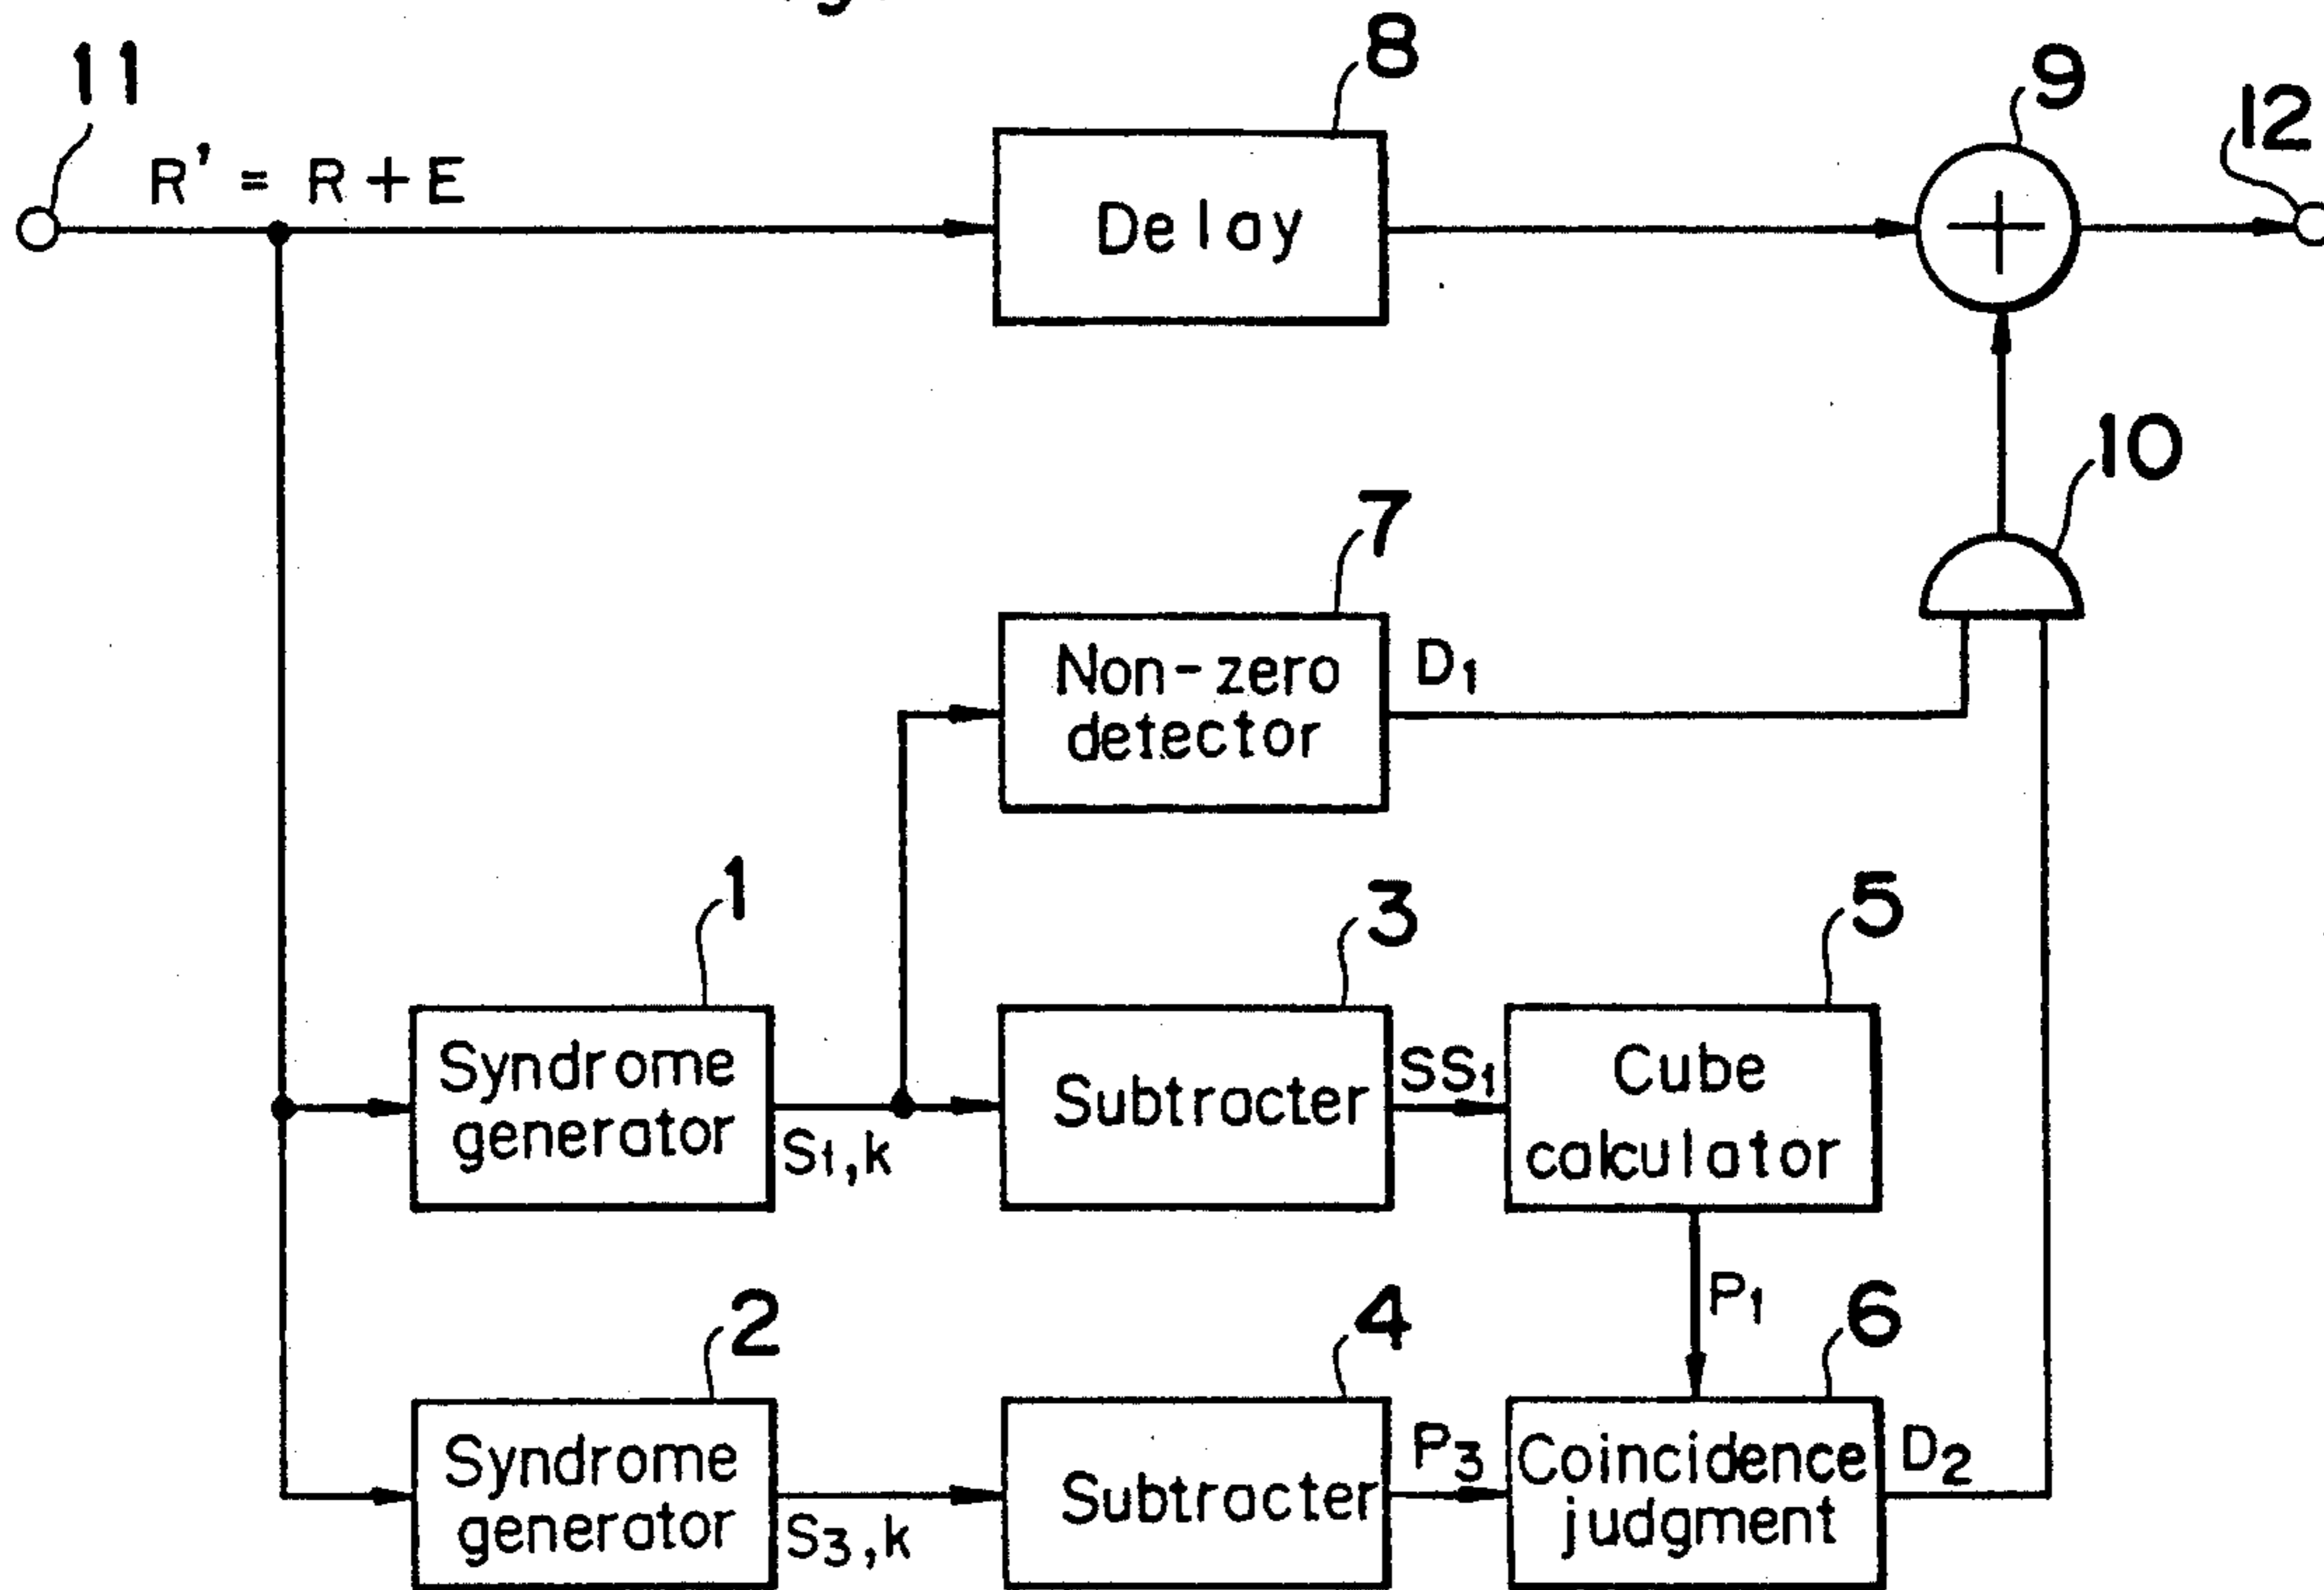 8
9
11
12
R' = R + E
Delay
10
7
Non-zero
detector
D1
1
3
5
Syndrome
generator
S1,k
Subtracter
SS1
Cube
calculator
P1
2
4
6
Syndrome
generator
S3,k
Subtracter
P3
Coincidence
judgment
D2